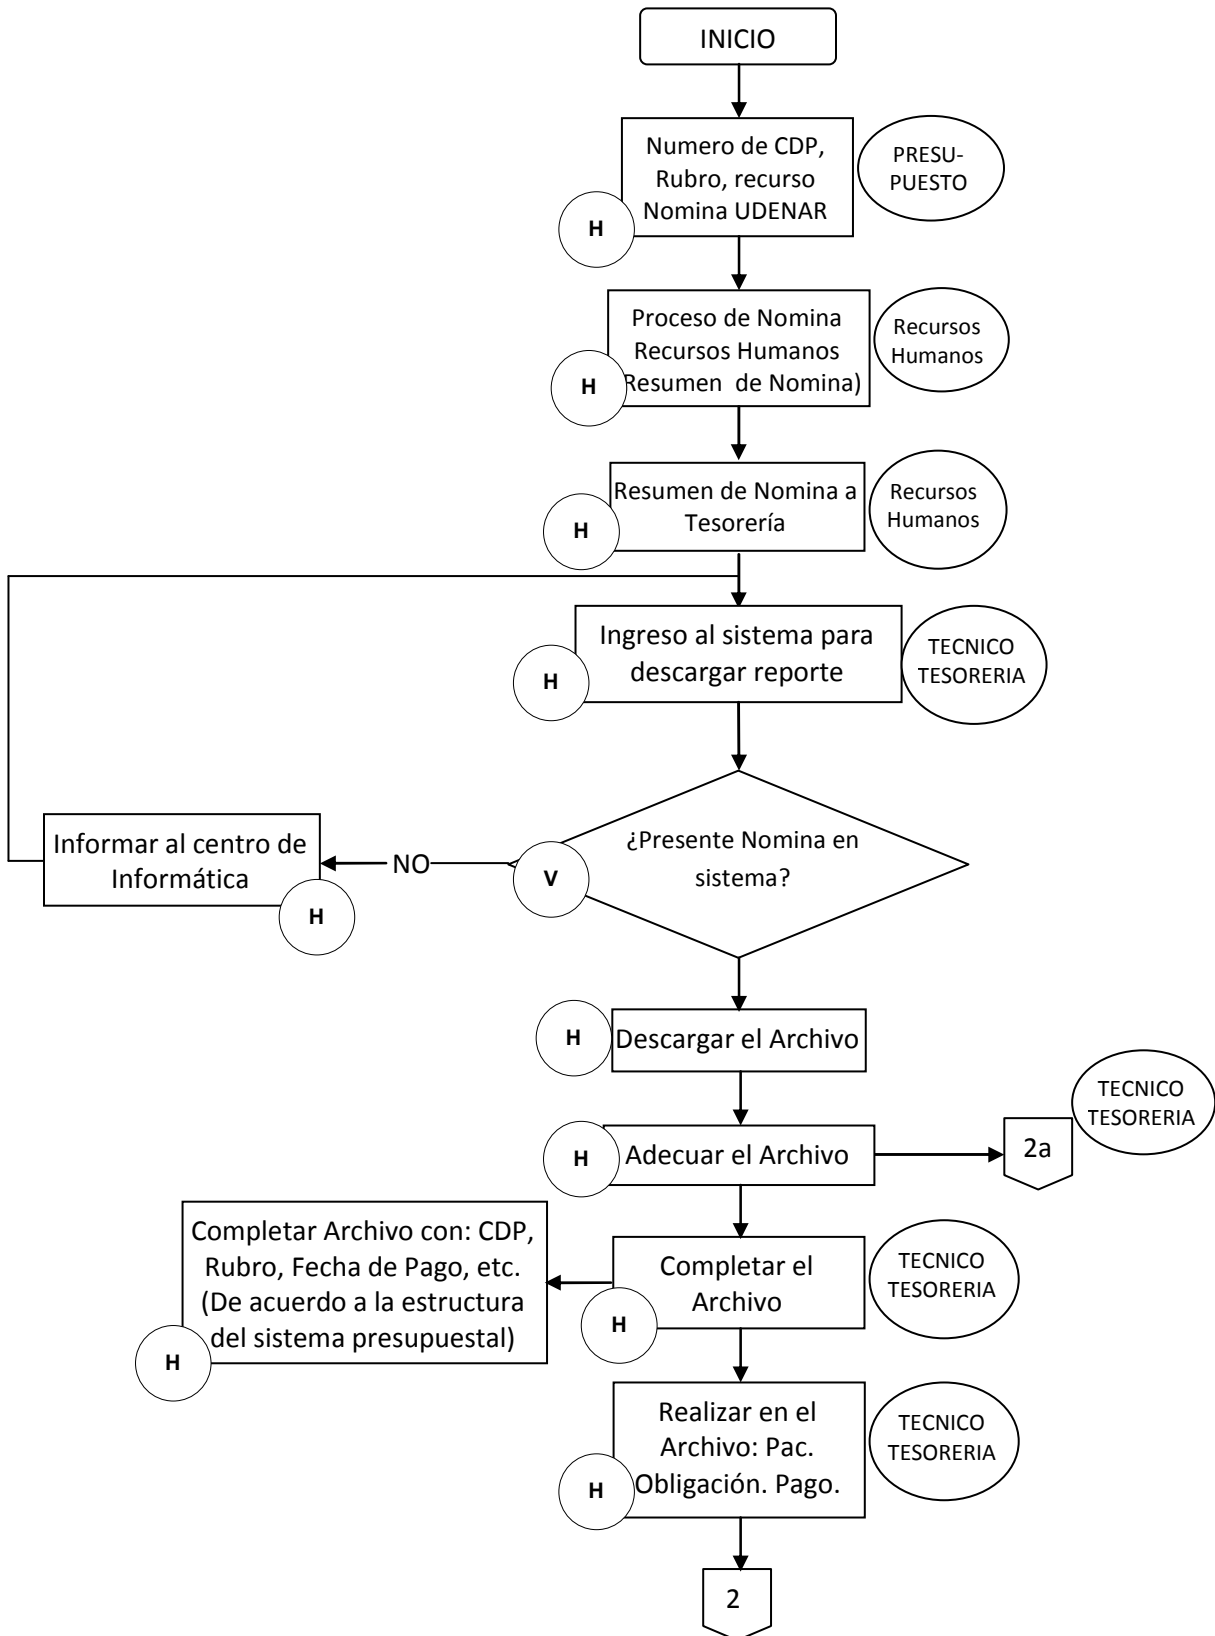 INICIO
Numero de CDP,
Rubro, recurso
Nomina UDENAR
H
PRESU-
PUESTO
Proceso de Nomina
Recursos Humanos
Resumen de Nomina)
H
Recursos
Humanos
Resumen de Nomina a
Tesorería
H
Recursos
Humanos
Ingreso al sistema para
descargar reporte
H
TECNICO
TESORERIA
¿Presente Nomina en
sistema?
V
NO
Informar al centro de
Informática
H
H
Descargar el Archivo
TECNICO
TESORERIA
H
Adecuar el Archivo
2a
Completar Archivo con: CDP,
Rubro, Fecha de Pago, etc.
(De acuerdo a la estructura
del sistema presupuestal)
H
Completar el
Archivo
H
TECNICO
TESORERIA
Realizar en el
Archivo: Pac.
Obligación. Pago.
H
TECNICO
TESORERIA
2